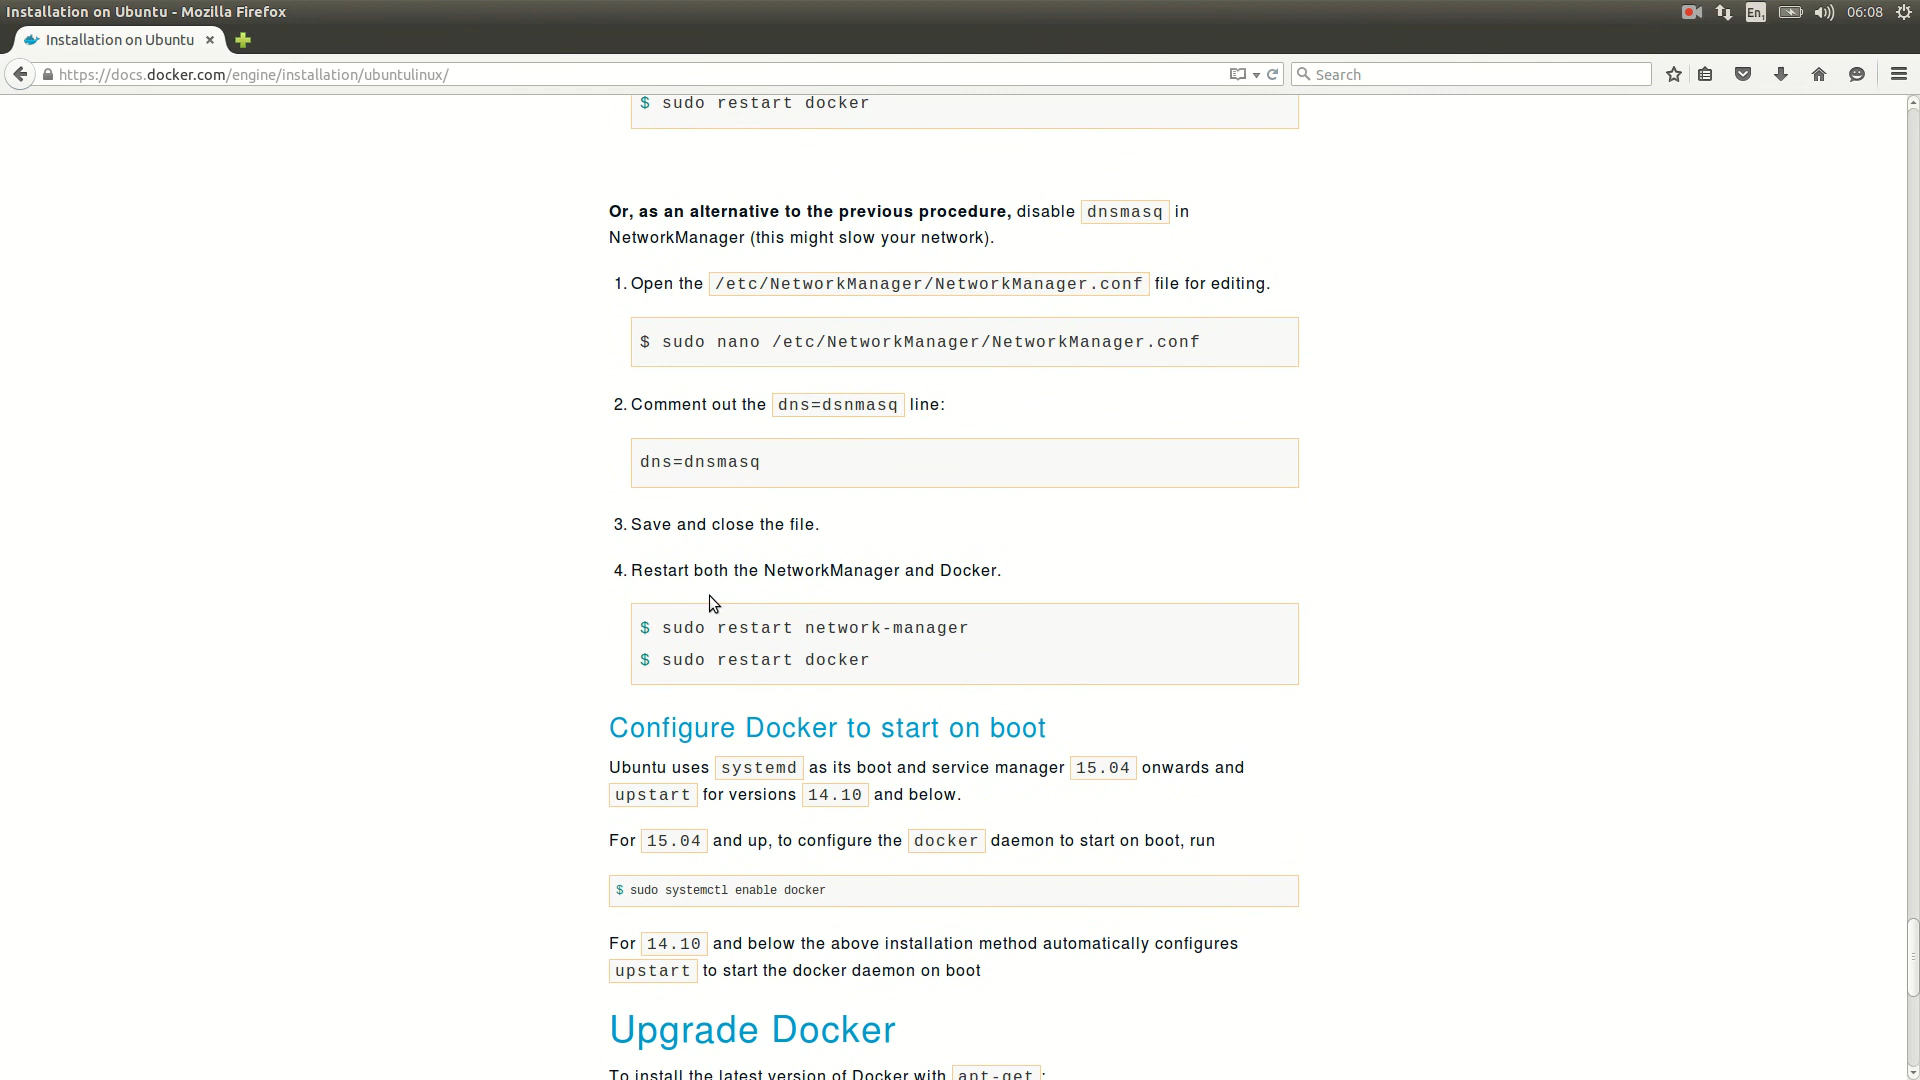 Installation on Ubuntu - Mozilla Firefox
En1 06:08
Installation on Ubuntu
https://docs.docker.com/engine/installation/ubuntulinux/
Search
$ sudo restart docker
Or, as an alternative to the previous procedure, disable dnsmasq in
NetworkManager (this might slow your network).
1. Open the /etc/NetworkManager/NetworkManager.conf file for editing.
$ sudo nano /etc/NetworkManager/NetworkManager.conf
2. Comment out the dns=dsnmasq line:
dns=dnsmasq
3. Save and close the file.
4. Restart both the NetworkManager and Docker.
$ sudo restart network-manager
$ sudo restart docker
Configure Docker to start on boot
Ubuntu uses systemd as its boot and service manager 15.04 onwards and
upstart for versions 14.10 and below.
For 15.04 and up, to configure the docker daemon to start on boot, run
$ sudo systemctl enable docker
For 14.10 and below the above installation method automatically configures
upstart to start the docker daemon on boot
Upgrade Docker
To install the latest version of Docker with apt-get: